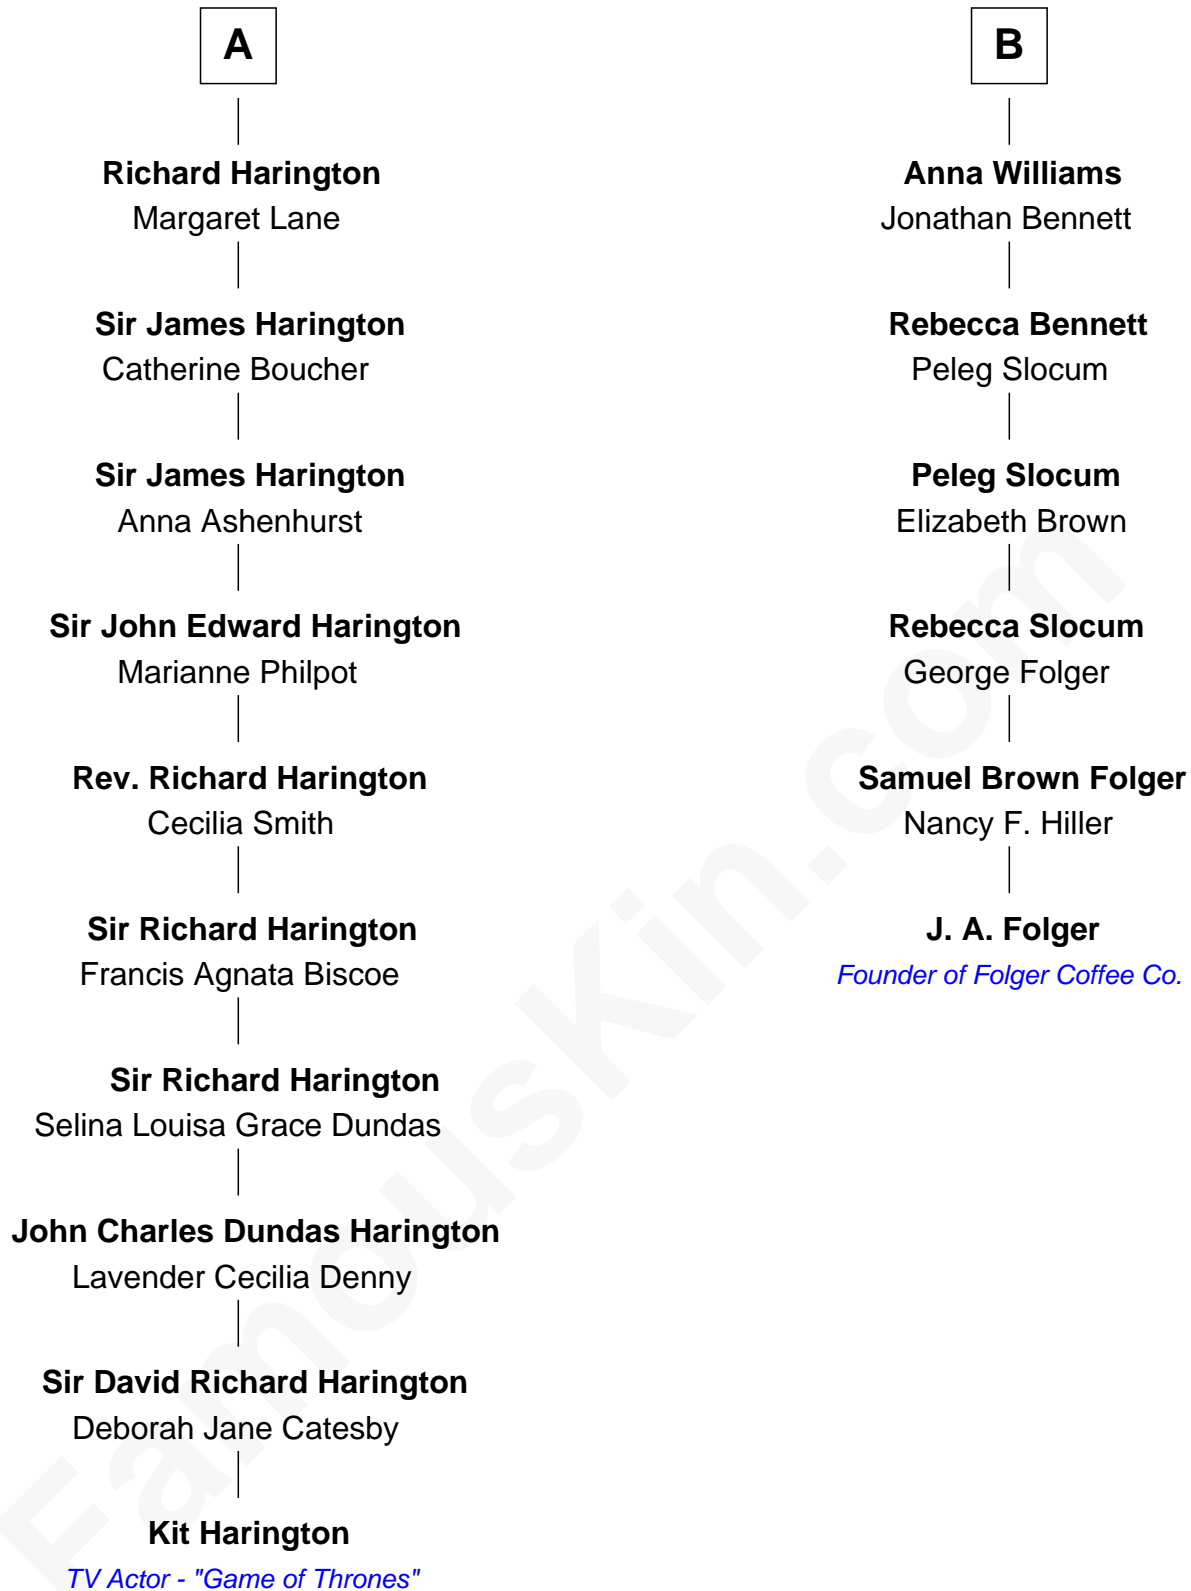 A
Richard Harington
Margaret Lane
Sir James Harington
Catherine Boucher
Sir James Harington
Anna Ashenhurst
Sir John Edward Harington
Marianne Philpot
Rev. Richard Harington
Cecilia Smith
Sir Richard Harington
Francis Agnata Biscoe
Sir Richard Harington
Selina Louisa Grace Dundas
John Charles Dundas Harington
Lavender Cecilia Denny
Sir David Richard Harington
Deborah Jane Catesby
Kit Harington
TV Actor - "Game of Thrones"
B
Anna Williams
Jonathan Bennett
Rebecca Bennett
Peleg Slocum
Peleg Slocum
Elizabeth Brown
Rebecca Slocum
George Folger
Samuel Brown Folger
Nancy F. Hiller
J. A. Folger
Founder of Folger Coffee Co.
FamousKin.com